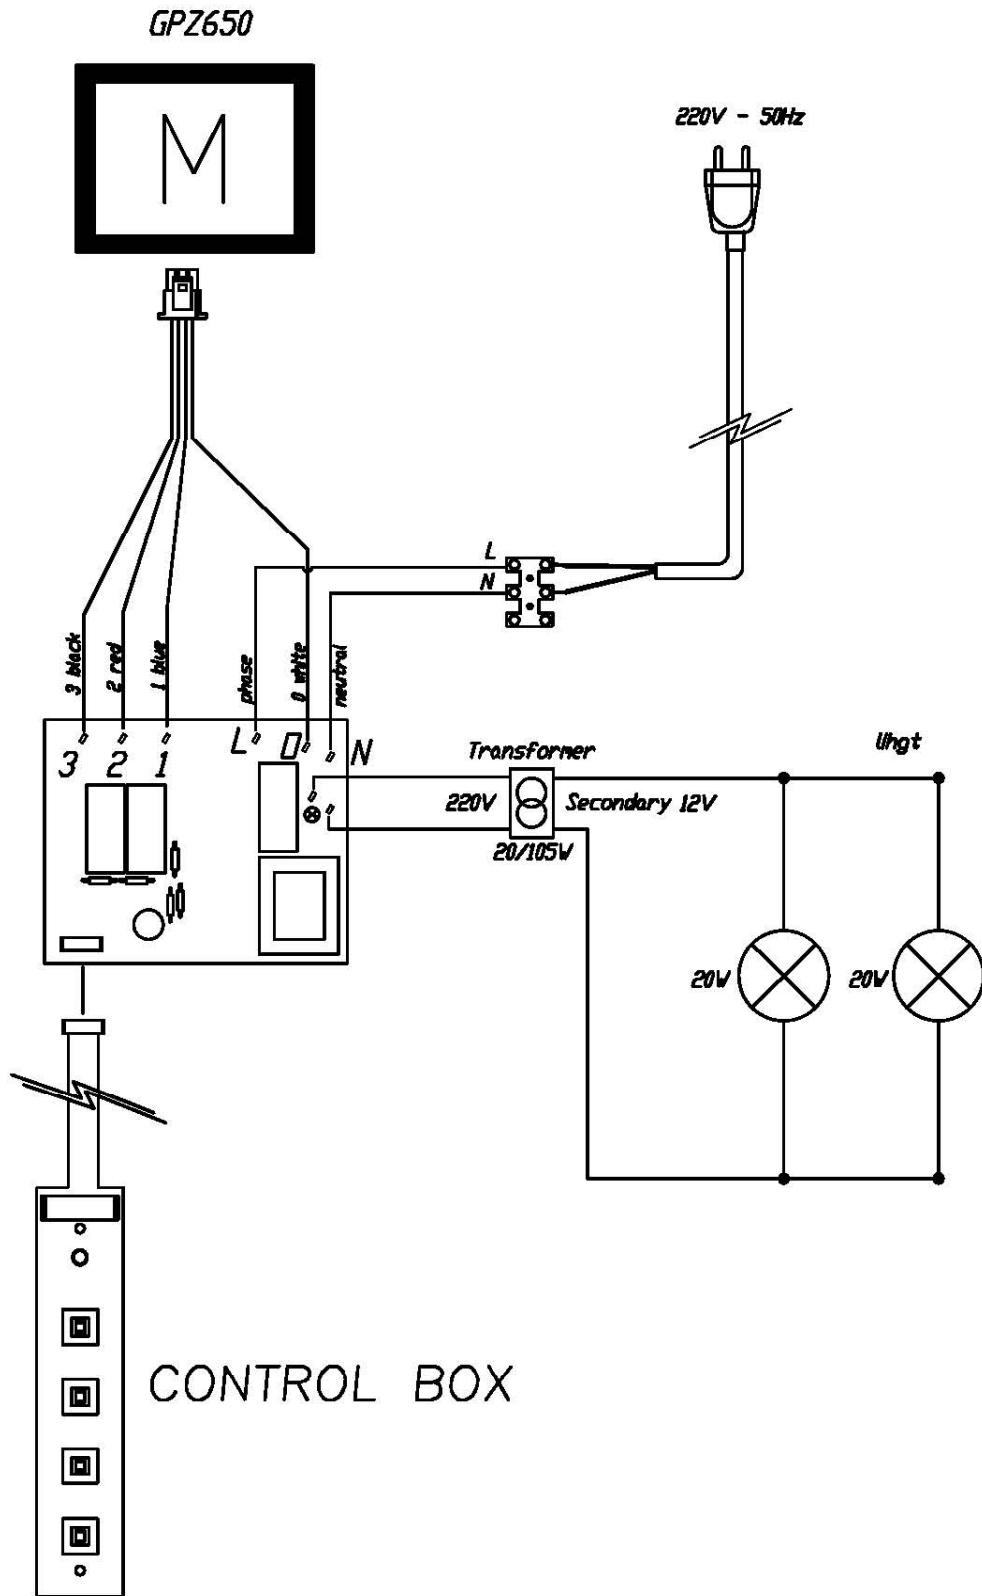 GPZ650
M
220V - 50Hz
L
N
3 black
2 red
1 blue
phase
0 white
neutral
3 2 1 L 0 N
Transformer
220V
Secondary 12V
20/105W
Uhgt
20W
20W
CONTROL BOX